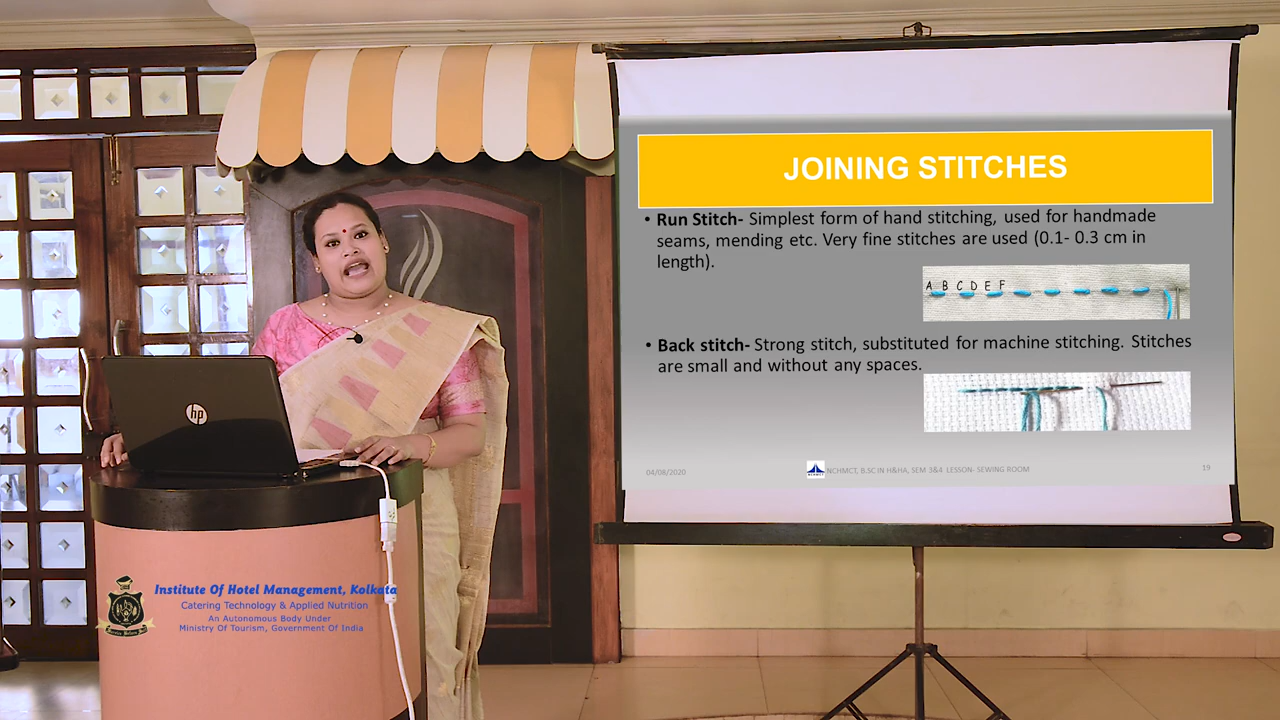 JOINING STITCHES
• Run Stitch- Simplest form of hand stitching, used for handmade
seams, mending etc. Very fine stitches are used (0.1- 0.3 cm in
length).
A B C D E F
• Back stitch- Strong stitch, substituted for machine stitching. Stitches
are small and without any spaces.
04/08/2020
NCHMCT, B.SC IN H&HA, SEM 3&4 LESSON- SEWING ROOM
19
hp
Institute Of Hotel Management, Kolkata
Catering Technology & Applied Nutrition
An Autonomous Body Under
Ministry Of Tourism, Government Of India